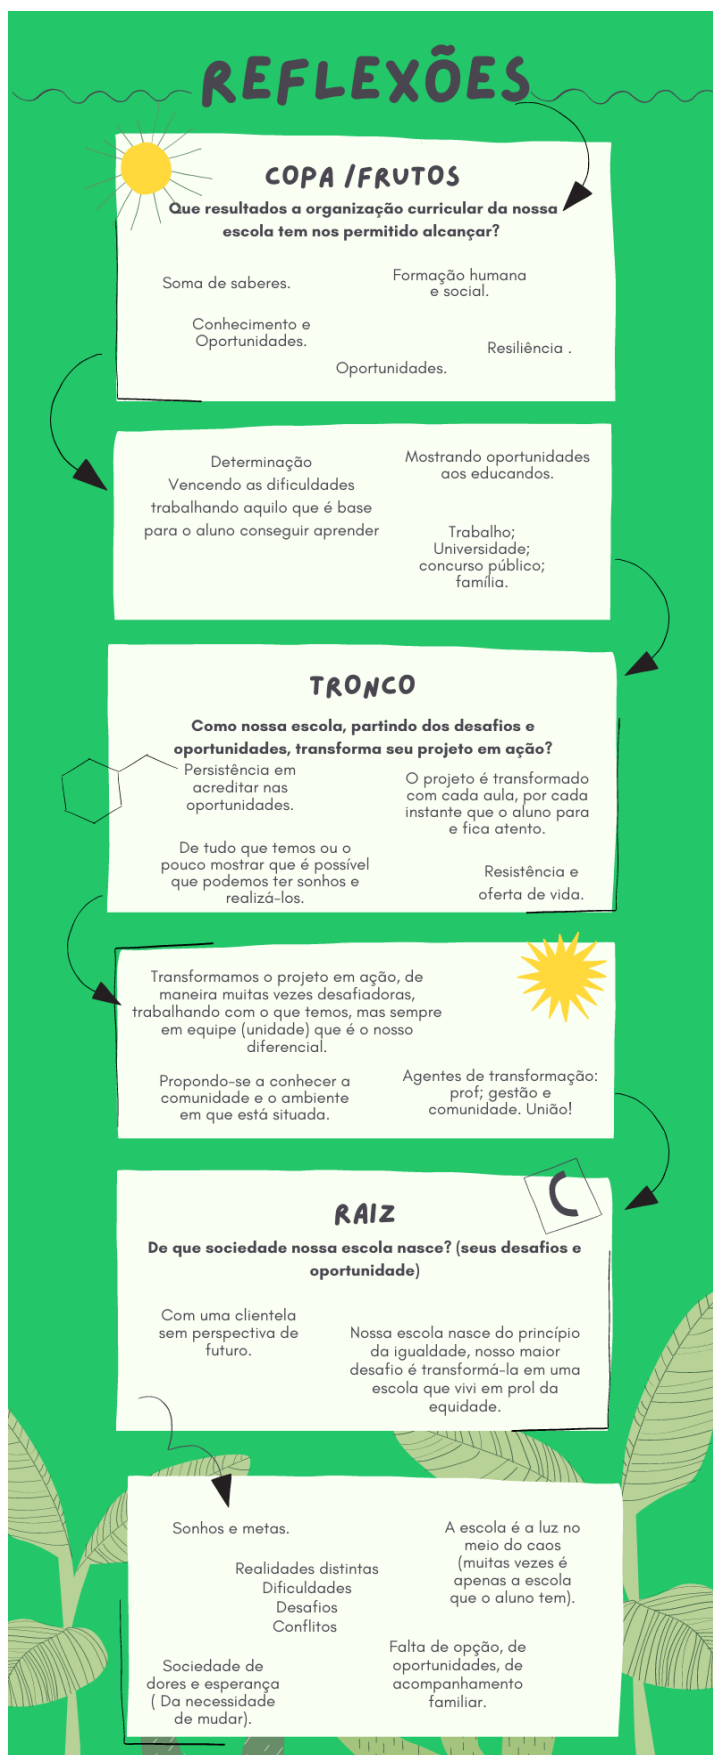 REFLEXÕES
COPA /FRUTOS
Que resultados a organização curricular da nossa
escola tem nos permitido alcançar?
Soma de saberes.
Formação humana
e social.
Conhecimento e
Oportunidades.
Resiliência .
Oportunidades.
Determinação
Vencendo as dificuldades
trabalhando aquilo que é base
para o aluno conseguir aprender
Mostrando oportunidades
aos educandos.
Trabalho;
Universidade;
concurso público;
família.
TRONCO
Como nossa escola, partindo dos desafios e
oportunidades, transforma seu projeto em ação?
Persistência em
acreditar nas
oportunidades.
O projeto é transformado
com cada aula, por cada
instante que o aluno para
e fica atento.
De tudo que temos ou o
pouco mostrar que é possível
que podemos ter sonhos e
realizá-los.
Resistência e
oferta de vida.
Transformamos o projeto em ação, de
maneira muitas vezes desafiadoras,
trabalhando com o que temos, mas sempre
em equipe (unidade) que é o nosso
diferencial.
Propondo-se a conhecer a
comunidade e o ambiente
em que está situada.
Agentes de transformação:
prof; gestão e
comunidade. União!
RAIZ
De que sociedade nossa escola nasce? (seus desafios e
oportunidade)
Com uma clientela
sem perspectiva de
futuro.
Nossa escola nasce do princípio
da igualdade, nosso maior
desafio é transformá-la em uma
escola que vivi em prol da
equidade.
Sonhos e metas.
A escola é a luz no
meio do caos
(muitas vezes é
apenas a escola
que o aluno tem).
Realidades distintas
Dificuldades
Desafios
Conflitos
Sociedade de
dores e esperança
( Da necessidade
de mudar).
Falta de opção, de
oportunidades, de
acompanhamento
familiar.